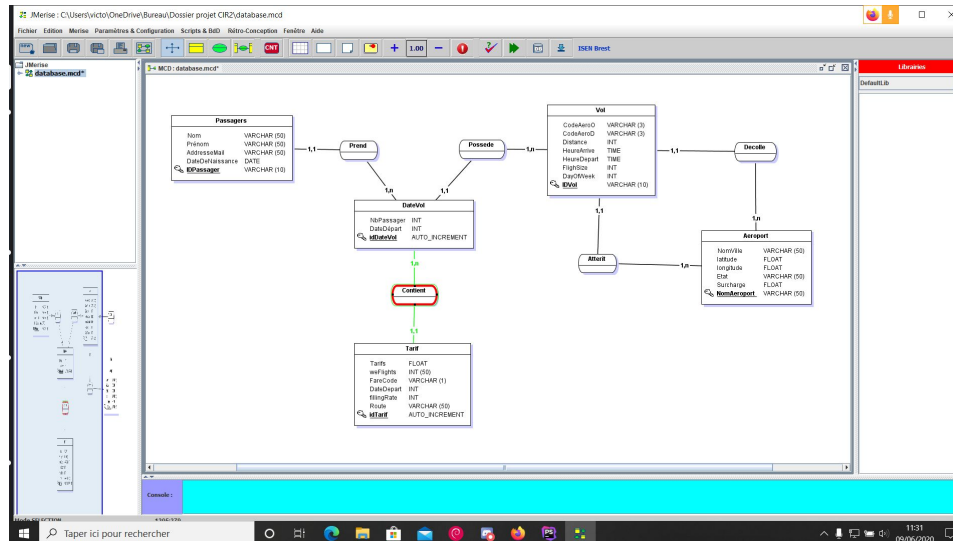 JMerise : C:\Users\victo\OneDrive\Bureau\Dossier projet CIR2\database.mcd
Fichier Edition Merise Paramètres & Configuration Scripts & BdD Rétro-Conception Fenêtre Aide
CNT + 1.00 − ISEN Brest
JMerise
database.mcd*
MCD : database.mcd*
Librairies
DefaultLib
Passagers
Nom VARCHAR (50)
Prénom VARCHAR (50)
AddresseMail VARCHAR (50)
DateDeNaissance DATE
IDPassager VARCHAR (10)
1,1
Prend
1,n
Possede
1,1
1,n
Vol
CodeAeroO VARCHAR (3)
CodeAeroD VARCHAR (3)
Distance INT
HeureArrive TIME
HeureDepart TIME
FlighSize INT
DayOfWeek INT
IDVol VARCHAR (10)
1,1
Decolle
1,n
1,1
Atterit
1,n
DateVol
NbPassager INT
DateDépart INT
idDateVol AUTO_INCREMENT
1,n
Contient
1,1
Aeroport
NomVille VARCHAR (50)
latitude FLOAT
longitude FLOAT
Etat VARCHAR (50)
Surcharge FLOAT
NomAeroport VARCHAR (50)
Tarif
Tarifs FLOAT
weFlights INT (50)
FareCode VARCHAR (1)
DateDepart INT
fillingRate INT
Route VARCHAR (50)
idTarif AUTO_INCREMENT
Console :
Taper ici pour rechercher
PS
11:31
09/06/2020